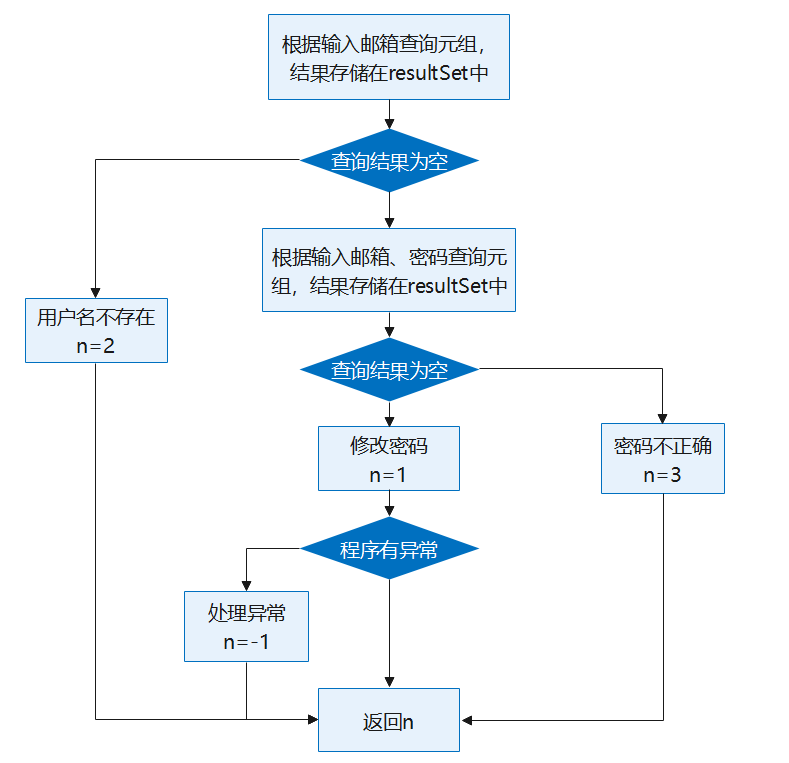 根据输入邮箱查询元组，
结果存储在resultSet中
查询结果为空
根据输入邮箱、密码查询元
组，结果存储在resultSet中
用户名不存在
n=2
查询结果为空
修改密码
n=1
密码不正确
n=3
程序有异常
处理异常
n=-1
返回n